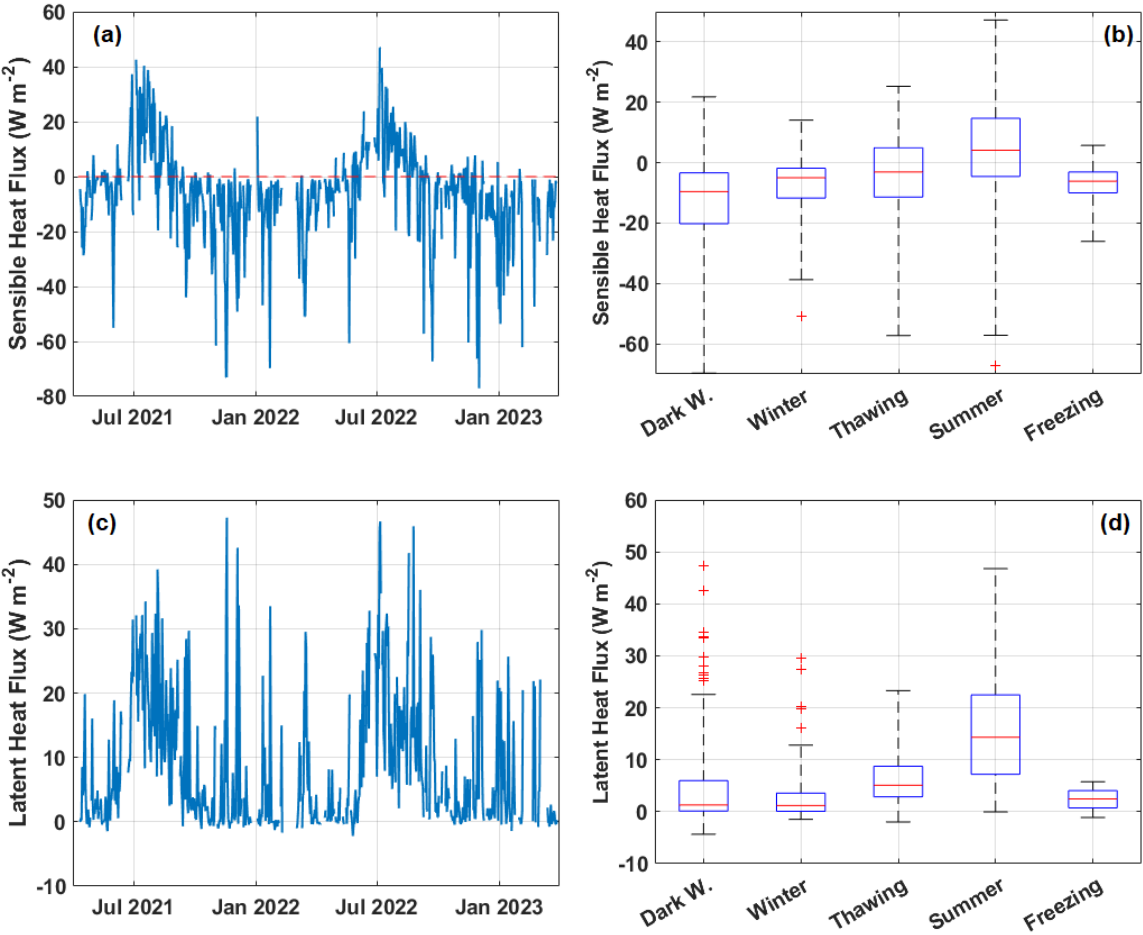 (a)
Sensible Heat Flux (W m-2)
60
40
20
0
-20
-40
-60
-80
Jul 2021 Jan 2022 Jul 2022 Jan 2023
(b)
Sensible Heat Flux (W m-2)
40
20
0
-20
-40
-60
Dark W. Winter Thawing Summer Freezing
(c)
Latent Heat Flux (W m-2)
50
40
30
20
10
0
-10
Jul 2021 Jan 2022 Jul 2022 Jan 2023
(d)
Latent Heat Flux (W m-2)
60
50
40
30
20
10
0
-10
Dark W. Winter Thawing Summer Freezing